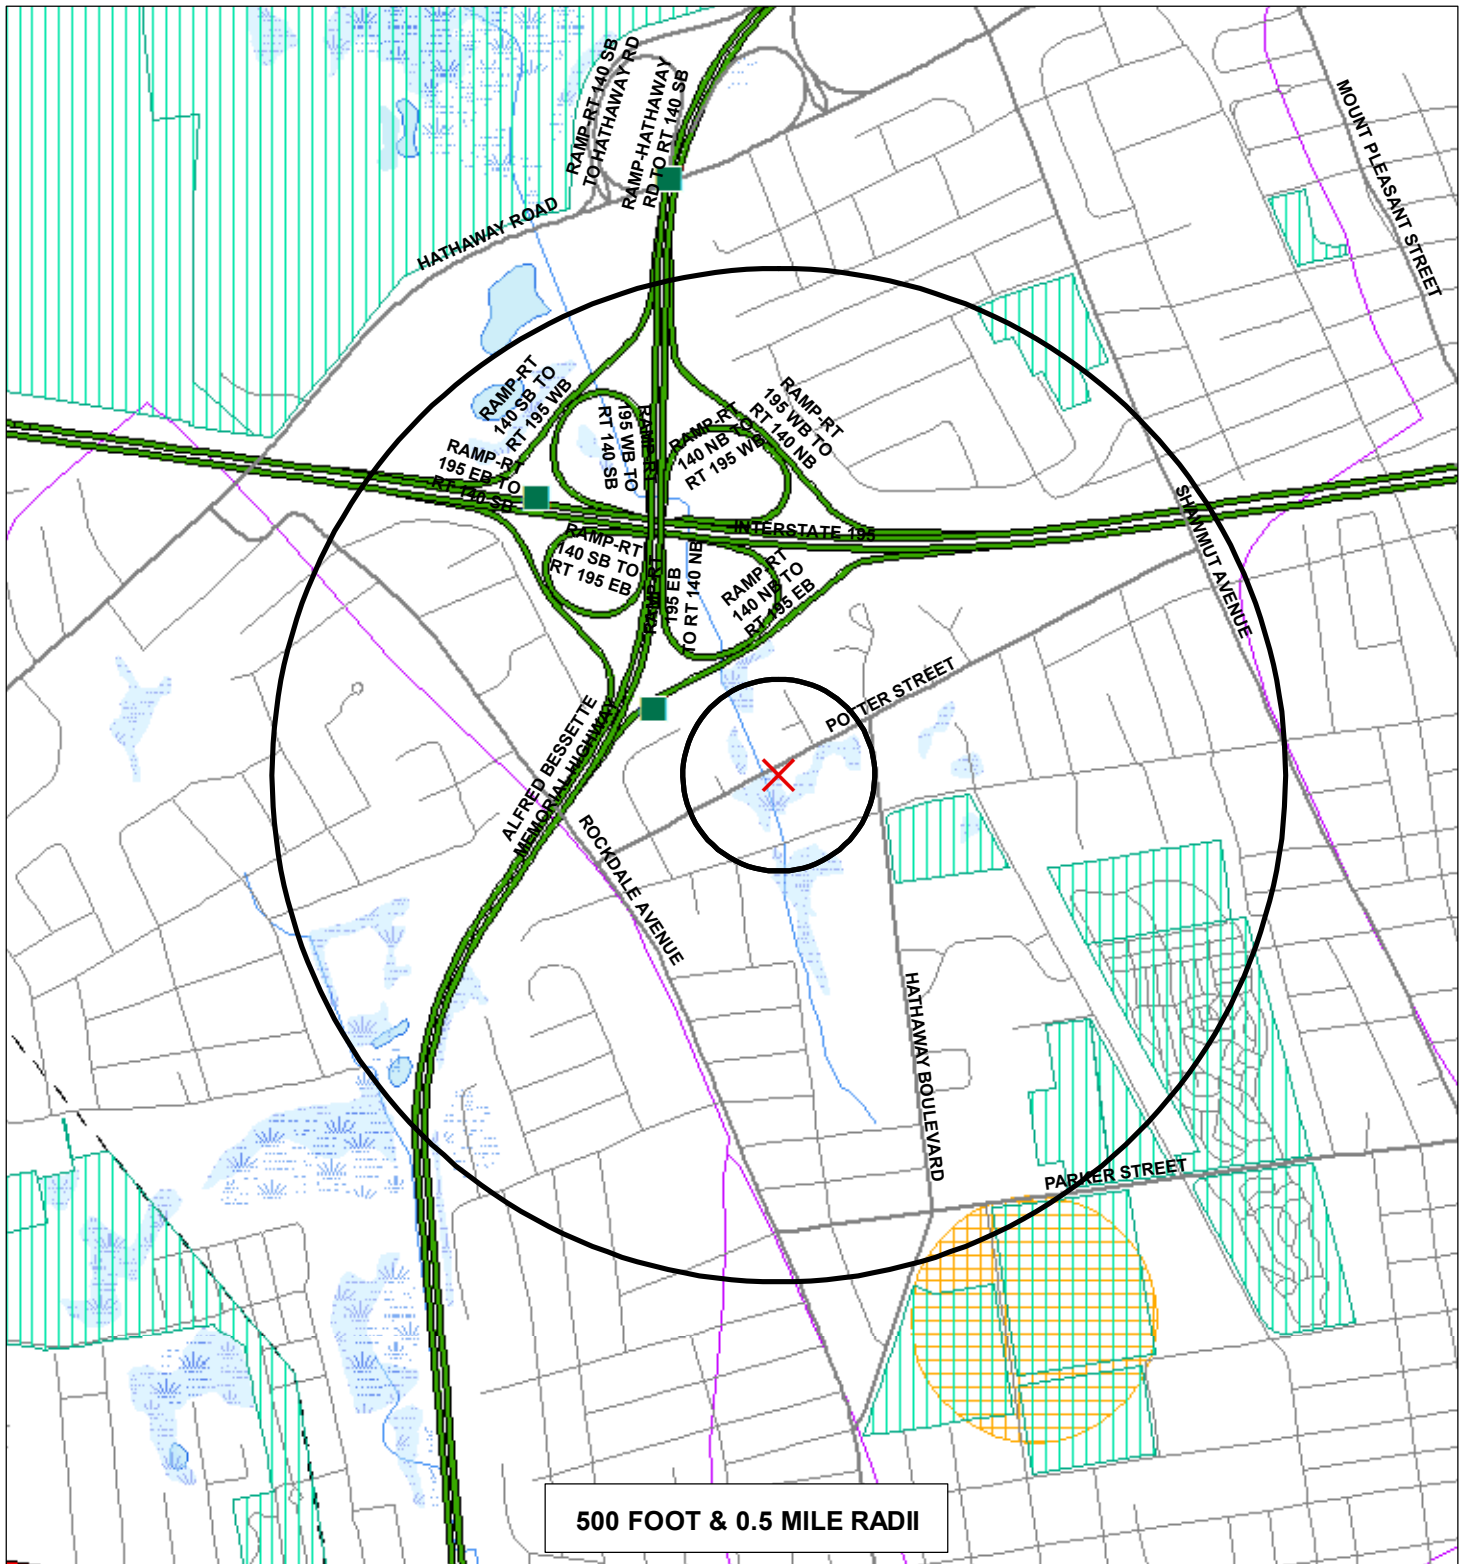 RAMP-RT 140 SB
TO HATHAWAY RD
RAMP-HATHAWAY
RD TO RT 140 SB
MOUNT PLEASANT STREET
HATHAWAY ROAD
RAMP-RT
140 SB TO
RT 195 WB
RAMP-RT
195 WB TO
RT 140 SB
RAMP-RT
140 NB TO
RT 195 WB
RAMP-RT
195 WB TO
RT 140 NB
RAMP-RT
195 EB TO
RT 140 SB
INTERSTATE 195
SHAWMUT AVENUE
RAMP-RT
140 SB TO
RT 195 EB
RAMP-RT
195 EB
TO RT 140 NB
RAMP-RT
140 NB TO
RT 195 EB
POTTER STREET
ALFRED BESSETTE
MEMORIAL HIGHWAY
ROCKDALE AVENUE
HATHAWAY BOULEVARD
PARKER STREET
500 FOOT & 0.5 MILE RADII